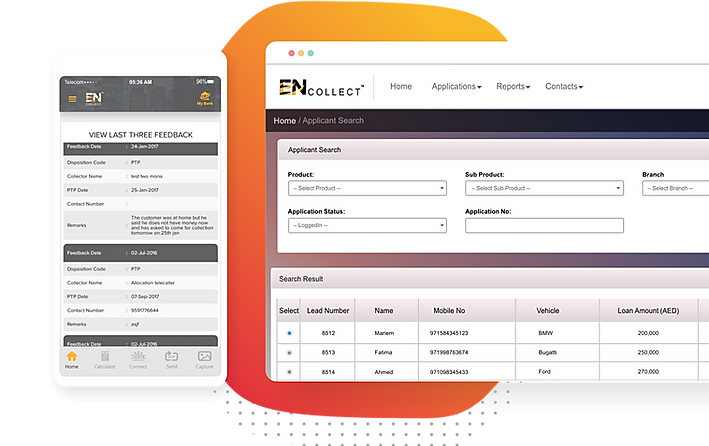 Telecom
05:36 AM
96%
EN
COLLECT
My Bank
VIEW LAST THREE FEEDBACK
Feedback Date : 24-Jan-2017
Disposition Code : PTP
Collector Name : test two mona
PTP Date : 25-Jan-2017
Contact Number :
Remarks : The customer was at home but he
said he does not have money now
and has asked to come for collection
tomorrow on 25th jan
Feedback Date : 02-Jul-2016
Disposition Code : PTP
Collector Name : Allocation telecaller
PTP Date : 07-Sep-2017
Contact Number : 9591776644
Remarks : aqf
Feedback Date : 02-Jul-2016
Home Calculator Connect Send Capture
EN COLLECT™ Home Applications Reports Contacts
Home / Applicant Search
Applicant Search
Product: Sub Product: Branch
-- Select Product -- -- Select Sub Product -- -- Select Branch --
Application Status: Application No:
-- LoggedIn --
Search Result
Select Lead Number Name Mobile No Vehicle Loan Amount (AED)
8512 Mariem 971584345123 BMW 200,000
8513 Fatima 971998763674 Bugatti 250,000
8514 Ahmed 971098345433 Ford 270,000